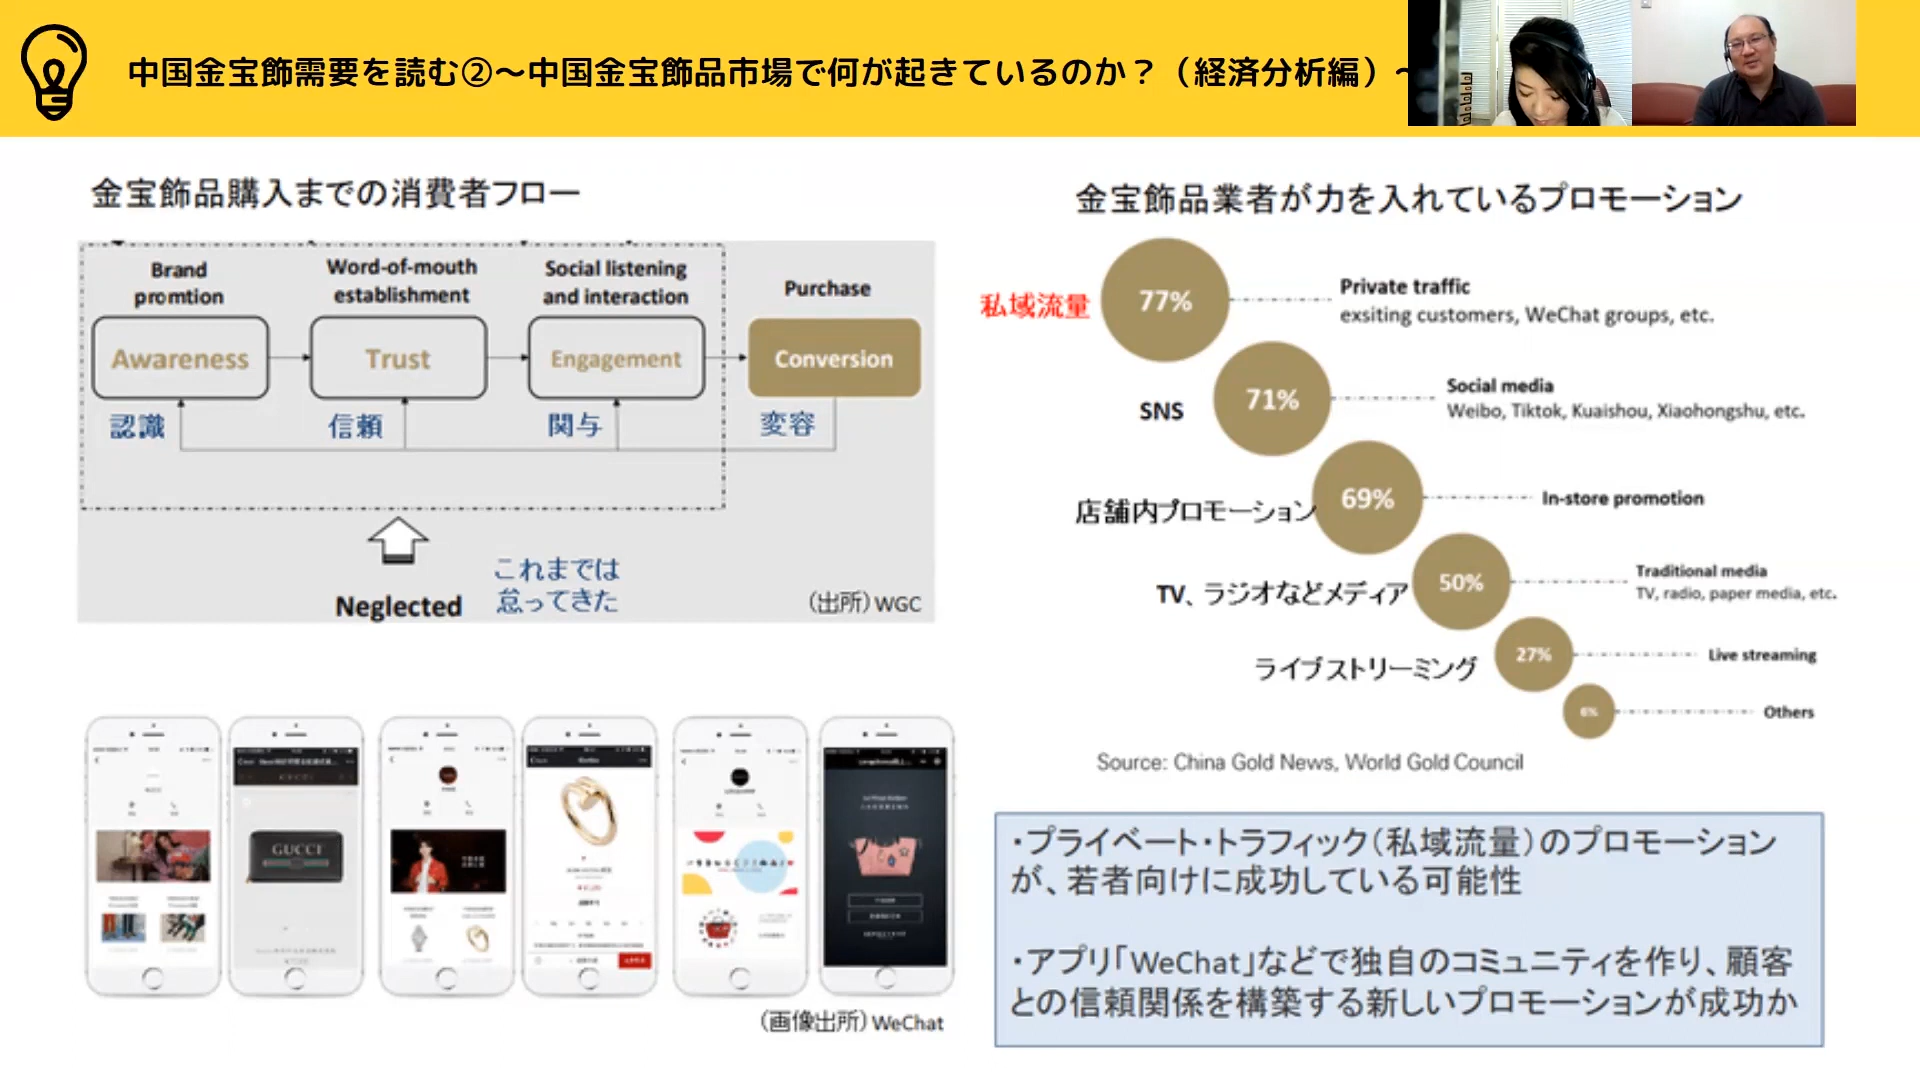 中国金宝飾需要を読む②～中国金宝飾品市場で何が起きているのか？（経済分析編）～
金宝飾品購入までの消費者フロー
Brand
promtion
Word-of-mouth
establishment
Social listening
and interaction
Purchase
Awareness
Trust
Engagement
Conversion
認識
信頼
関与
変容
Neglected
これまでは
怠ってきた
（出所）WGC
GUCCI
（画像出所）WeChat
金宝飾品業者が力を入れているプロモーション
私域流量
77%
Private traffic
exsiting customers, WeChat groups, etc.
SNS
71%
Social media
Weibo, Tiktok, Kuaishou, Xiaohongshu, etc.
店舗内プロモーション
69%
In-store promotion
TV、ラジオなどメディア
50%
Traditional media
TV, radio, paper media, etc.
ライブストリーミング
27%
Live streaming
6%
Others
Source: China Gold News, World Gold Council
・プライベート・トラフィック（私域流量）のプロモーション
が、若者向けに成功している可能性
・アプリ「WeChat」などで独自のコミュニティを作り、顧客
との信頼関係を構築する新しいプロモーションが成功か